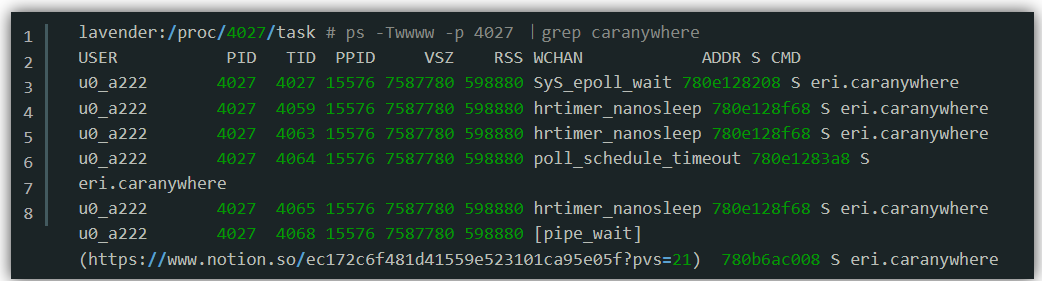 1 lavender:/proc/4027/task # ps -Twwww -p 4027 |grep caranywhere
2 USER PID TID PPID VSZ RSS WCHAN ADDR S CMD
3 u0_a222 4027 4027 15576 7587780 598880 SyS_epoll_wait 780e128208 S eri.caranywhere
4 u0_a222 4027 4059 15576 7587780 598880 hrtimer_nanosleep 780e128f68 S eri.caranywhere
5 u0_a222 4027 4063 15576 7587780 598880 hrtimer_nanosleep 780e128f68 S eri.caranywhere
6 u0_a222 4027 4064 15576 7587780 598880 poll_schedule_timeout 780e1283a8 S
7 eri.caranywhere
8 u0_a222 4027 4065 15576 7587780 598880 hrtimer_nanosleep 780e128f68 S eri.caranywhere
u0_a222 4027 4068 15576 7587780 598880 [pipe_wait]
(https://www.notion.so/ec172c6f481d41559e523101ca95e05f?pvs=21) 780b6ac008 S eri.caranywhere